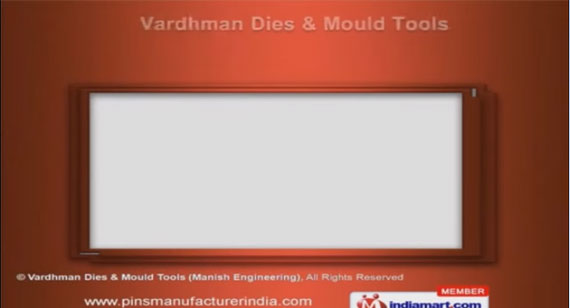 Vardhman Dies & Mould Tools
© Vardhman Dies & Mould Tools (Manish Engineering), All Rights Reserved
MEMBER
www.pinsmanufacturerindia.com
indiamart.com